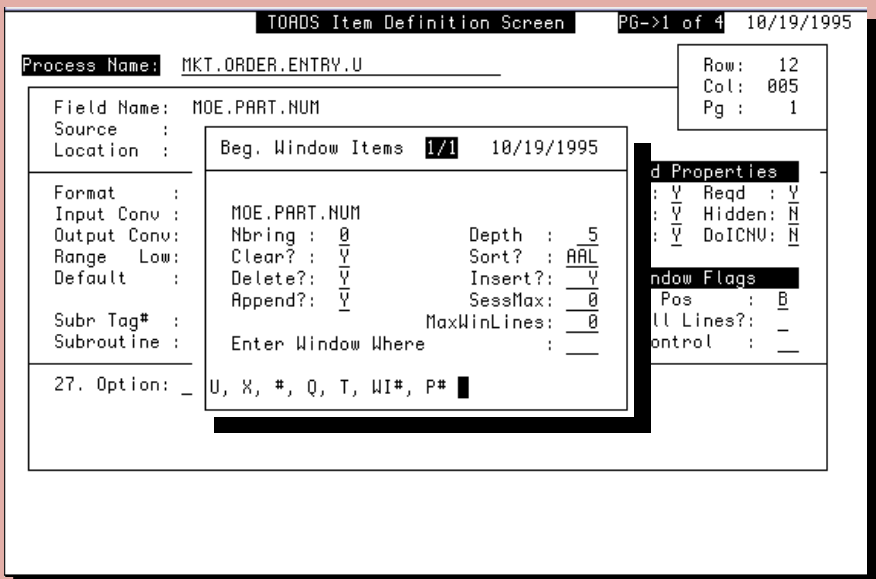 TOADS Item Definition Screen PG->1 of 4 10/19/1995
Process Name: MKT.ORDER.ENTRY.U
Row: 12
Col: 005
Pg : 1
Field Name: MOE.PART.NUM
Source :
Location :
Beg. Window Items 1/1 10/19/1995
d Properties
Format : : Y Reqd : Y
Input Conv : MOE.PART.NUM : Y Hidden: N
Output Conv: Nbring : 0 Depth : 5 : Y DoICNV: N
Range Low: Clear? : Y Sort? : AAL
Default : Delete?: Y Insert?: Y ndow Flags
Append?: Y SessMax: 0 Pos : B
Subr Tag# : MaxWinLines: 0 ll Lines?: _
Subroutine : Enter Window Where : ___ ontrol : __
27. Option: _ U, X, #, Q, T, WI#, P#